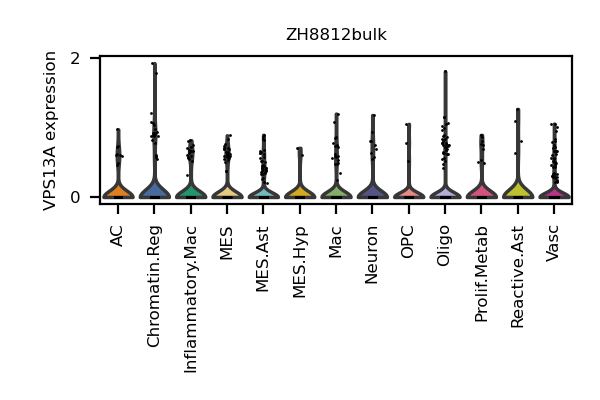 ZH8812bulk
VPS13A expression
2
0
AC
Chromatin.Reg
Inflammatory.Mac
MES
MES.Ast
MES.Hyp
Mac
Neuron
OPC
Oligo
Prolif.Metab
Reactive.Ast
Vasc